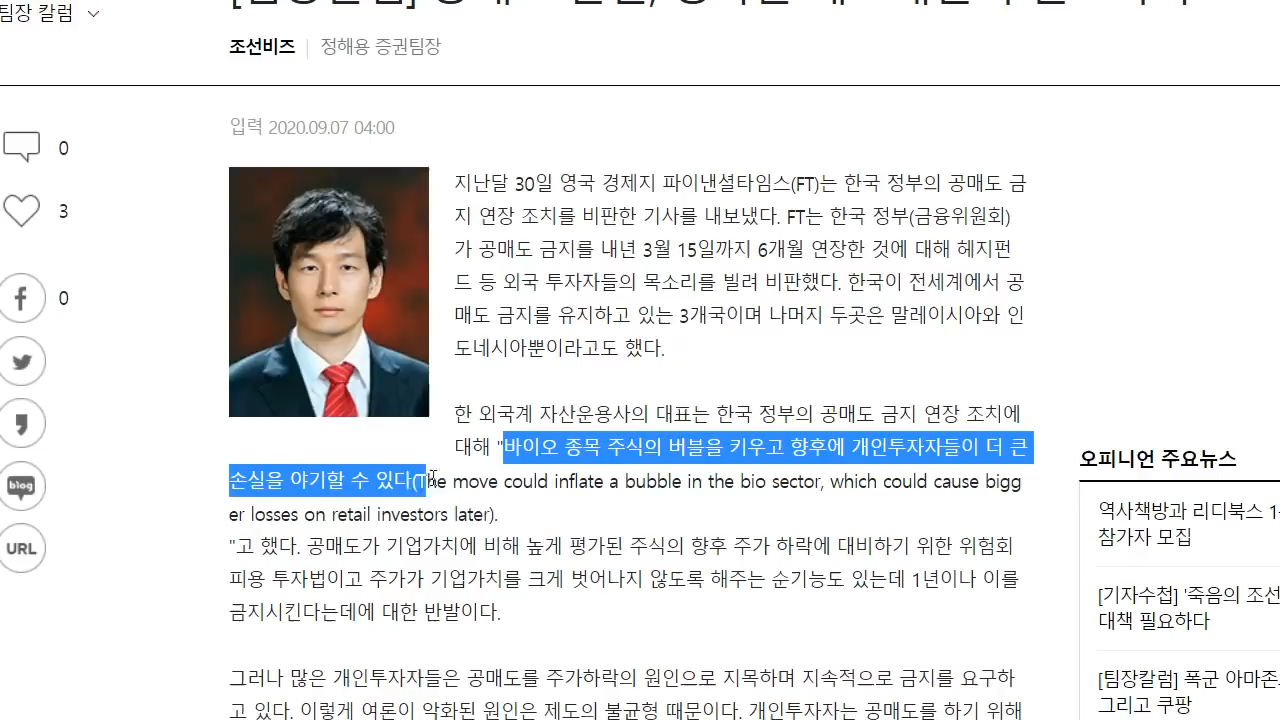 팀장 칼럼
조선비즈 정해용 증권팀장
입력 2020.09.07 04:00
0
3
0
지난달 30일 영국 경제지 파이낸셜타임스(FT)는 한국 정부의 공매도 금
지 연장 조치를 비판한 기사를 내보냈다. FT는 한국 정부(금융위원회)
가 공매도 금지를 내년 3월 15일까지 6개월 연장한 것에 대해 헤지펀
드 등 외국 투자자들의 목소리를 빌려 비판했다. 한국이 전세계에서 공
매도 금지를 유지하고 있는 3개국이며 나머지 두곳은 말레이시아와 인
도네시아뿐이라고도 했다.
한 외국계 자산운용사의 대표는 한국 정부의 공매도 금지 연장 조치에
대해 "바이오 종목 주식의 버블을 키우고 향후에 개인투자자들이 더 큰
손실을 야기할 수 있다(The move could inflate a bubble in the bio sector, which could cause bigg
er losses on retail investors later).
"고 했다. 공매도가 기업가치에 비해 높게 평가된 주식의 향후 주가 하락에 대비하기 위한 위험회
피용 투자법이고 주가가 기업가치를 크게 벗어나지 않도록 해주는 순기능도 있는데 1년이나 이를
금지시킨다는데에 대한 반발이다.
그러나 많은 개인투자자들은 공매도를 주가하락의 원인으로 지목하며 지속적으로 금지를 요구하
고 있다. 이렇게 여론이 악화된 원인은 제도의 불균형 때문이다. 개인투자자는 공매도를 하기 위해
blog
URL
오피니언 주요뉴스
역사책방과 리디북스 1
참가자 모집
[기자수첩] '죽음의 조선
대책 필요하다
[팀장칼럼] 폭군 아마존
그리고 쿠팡